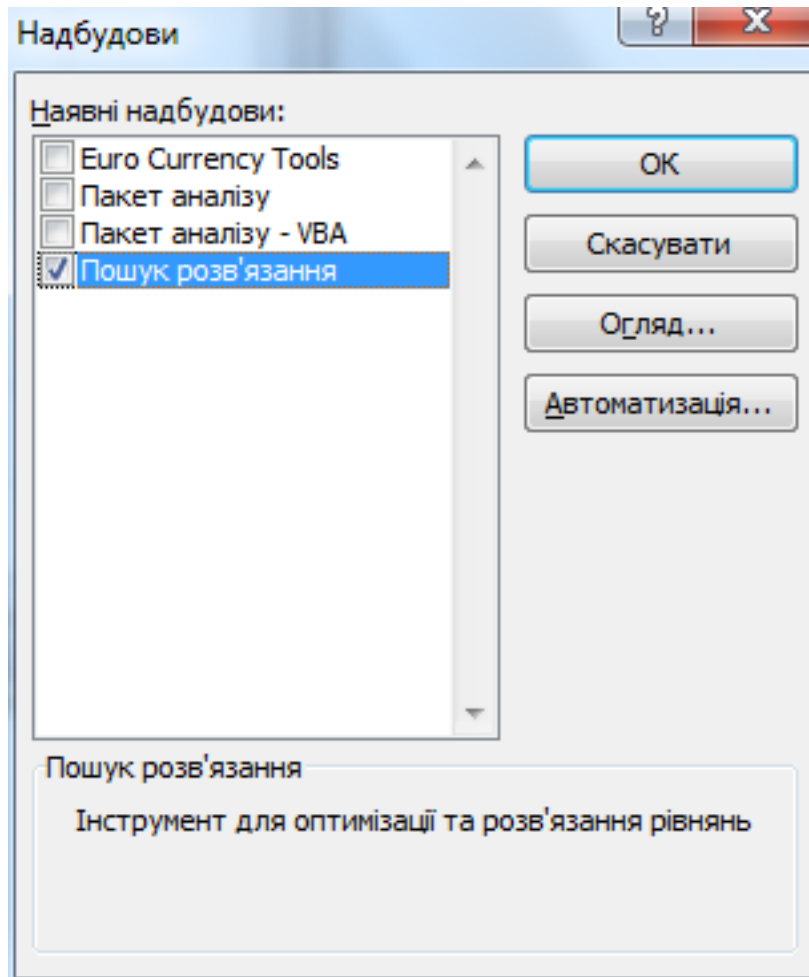 Надбудови
Наявні надбудови:
Euro Currency Tools
Пакет аналізу
Пакет аналізу - VBA
Пошук розв'язання
ОК
Скасувати
Огляд...
Автоматизація...
Пошук розв'язання
Інструмент для оптимізації та розв'язання рівнянь